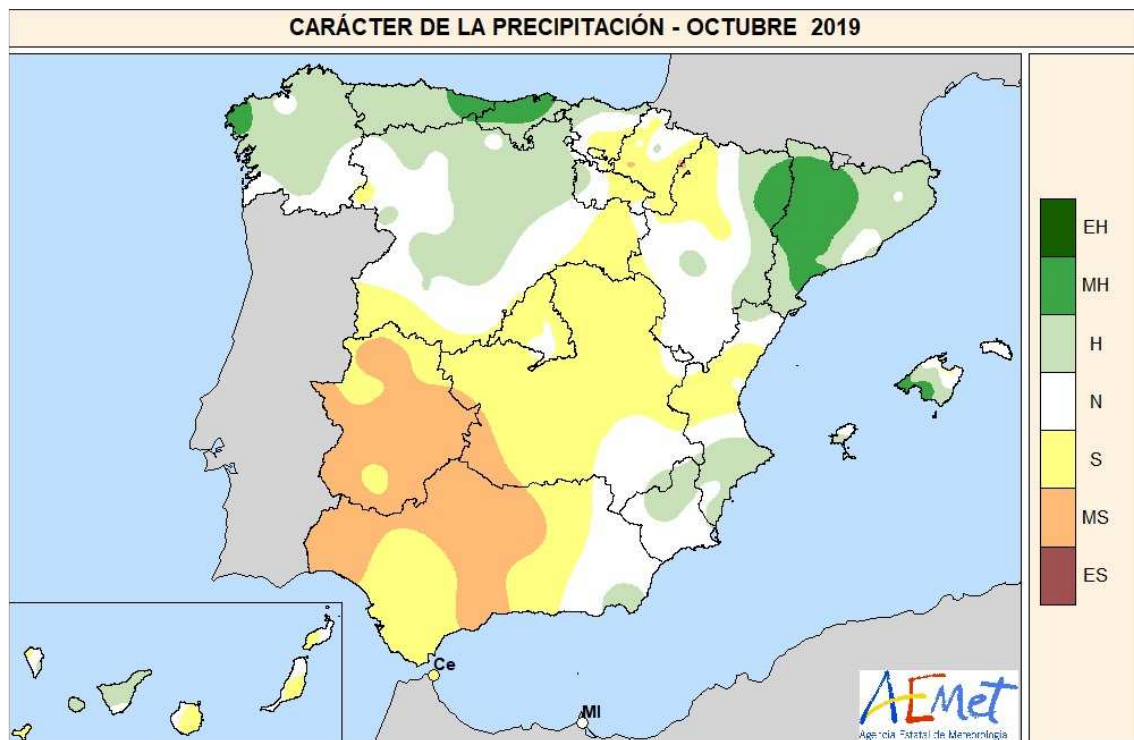 CARÁCTER DE LA PRECIPITACIÓN - OCTUBRE 2019
EH
MH
H
N
S
MS
ES
Ce
Ml
AEMet
Agencia Estatal de Meteorología